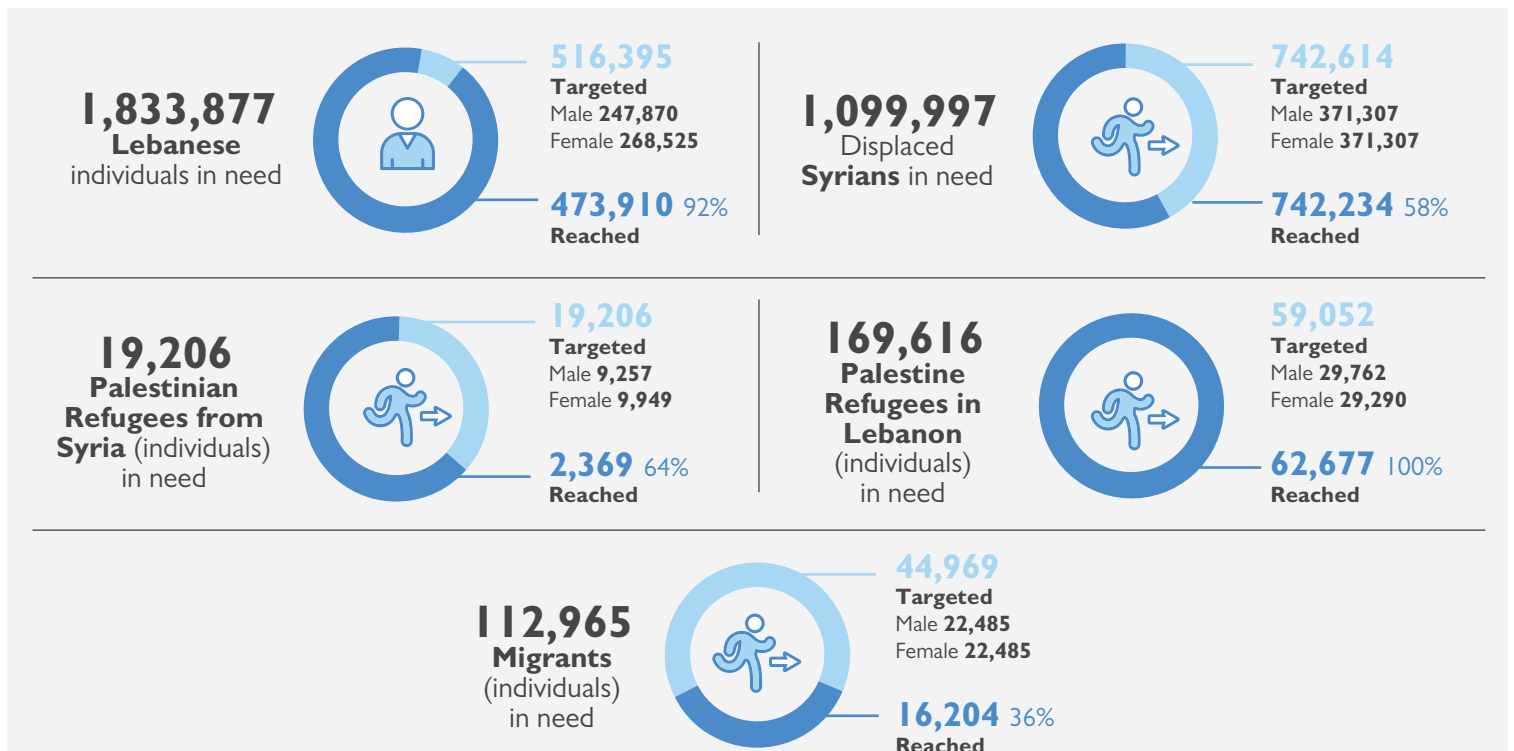 1,833,877
Lebanese
individuals in need
516,395
Targeted
Male 247,870
Female 268,525
473,910 92%
Reached
1,099,997
Displaced
Syrians in need
742,614
Targeted
Male 371,307
Female 371,307
742,234 58%
Reached
19,206
Palestinian
Refugees from
Syria (individuals)
in need
19,206
Targeted
Male 9,257
Female 9,949
2,369 64%
Reached
169,616
Palestine
Refugees in
Lebanon
(individuals)
in need
59,052
Targeted
Male 29,762
Female 29,290
62,677 100%
Reached
112,965
Migrants
(individuals)
in need
44,969
Targeted
Male 22,485
Female 22,485
16,204 36%
Reached